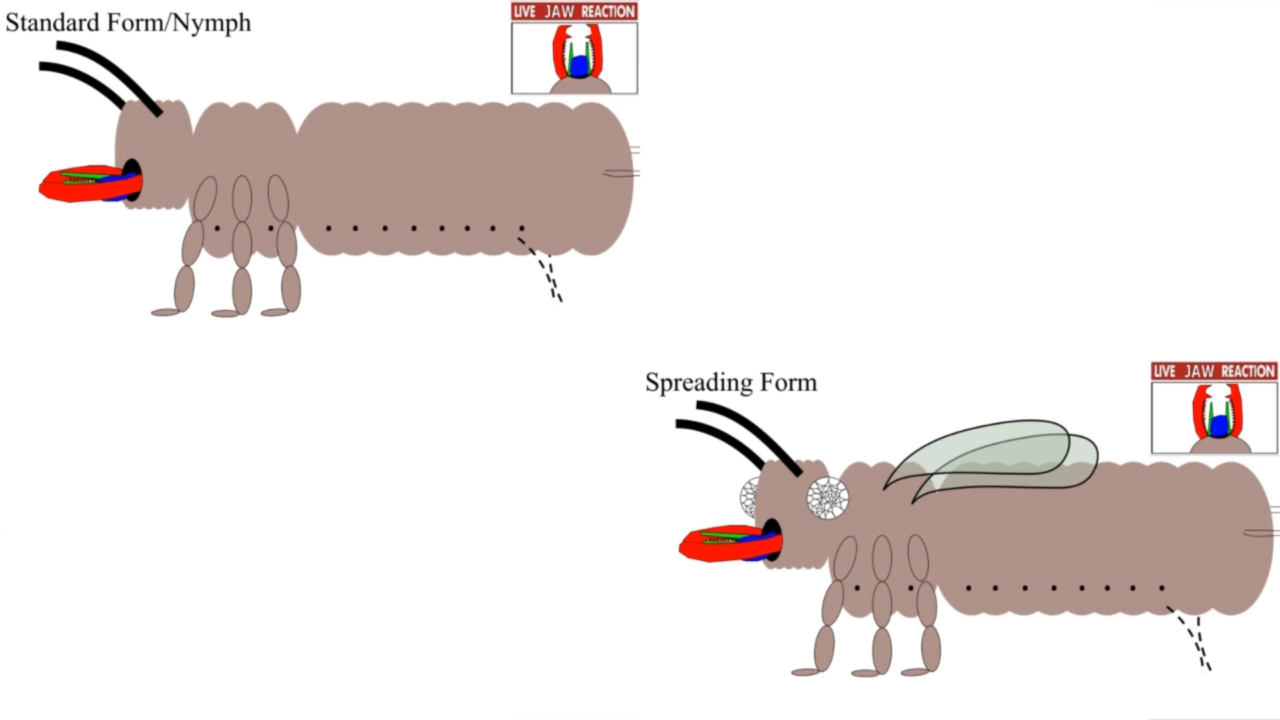 Standard Form/Nymph
LIVE JAW REACTION
Spreading Form
LIVE JAW REACTION